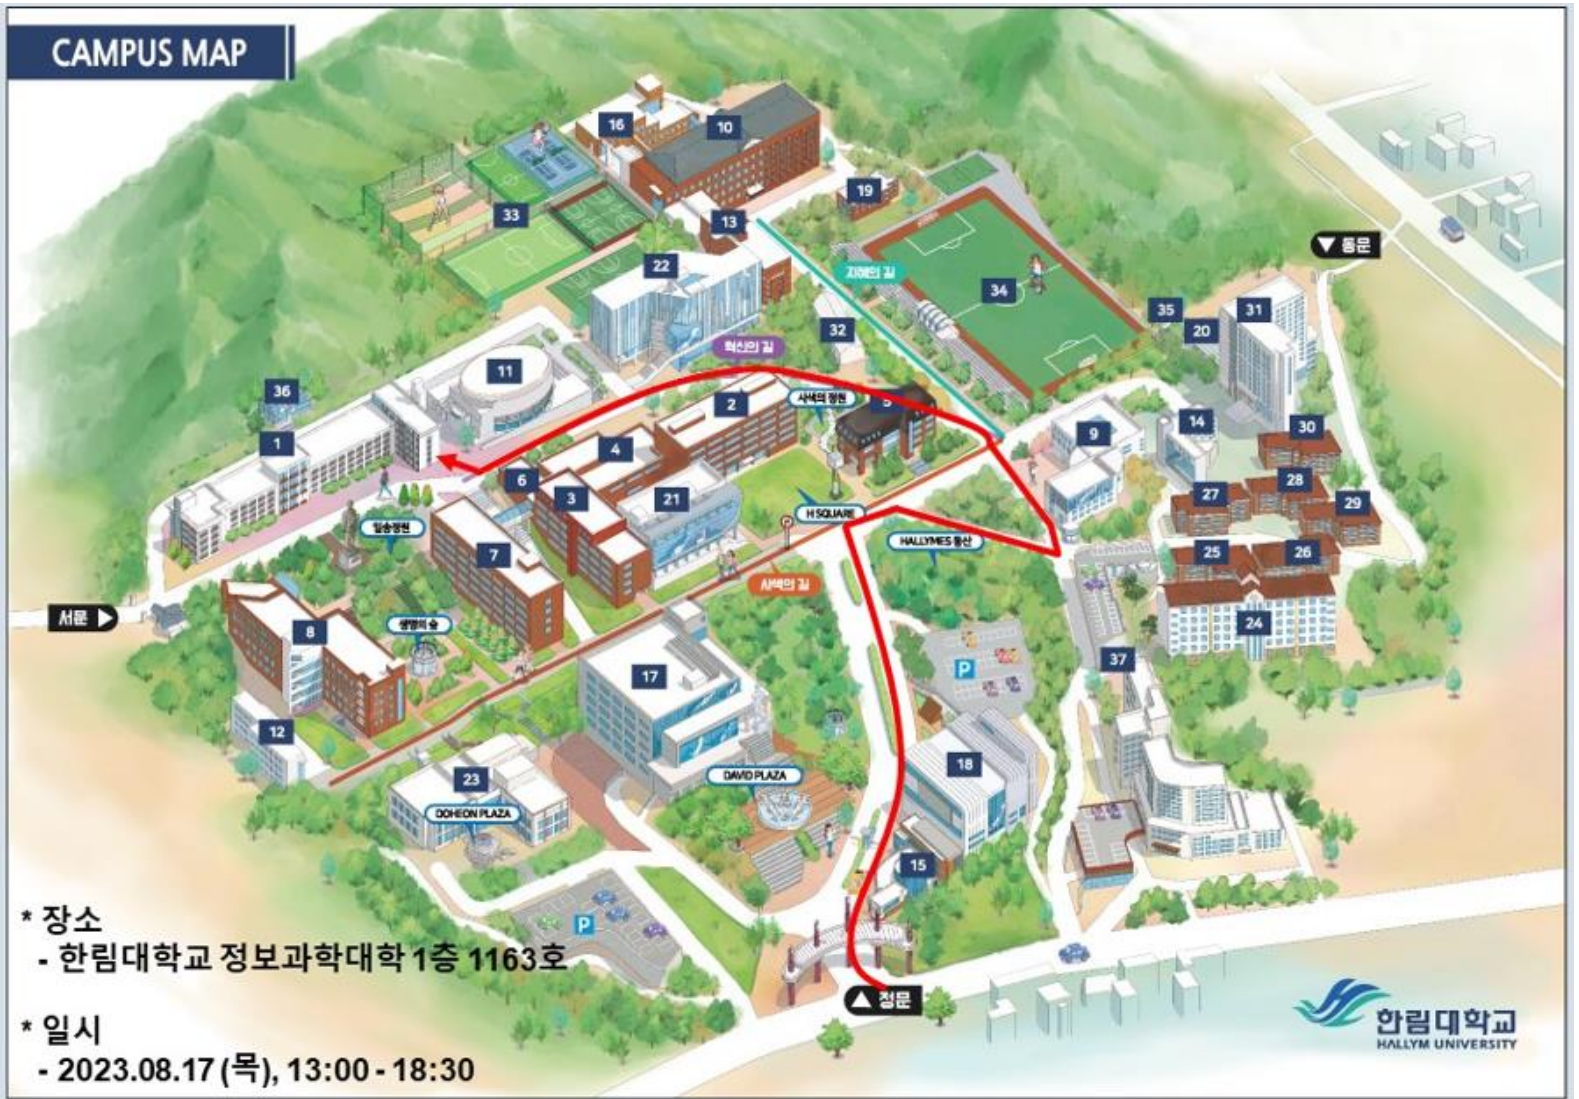 CAMPUS MAP
16
10
19
33
13
22
지혜의 길
34
▼ 동문
35
31
20
32
혁신의 길
11
36
2
사색의 정원
5
1
4
9
14
30
6
3
21
H SQUARE
27
28
29
일송정원
7
HALLYMES 동산
25
26
사색의 길
서문 ▶
8
생명의 숲
24
17
P
37
12
18
23
DAVID PLAZA
DOHEON PLAZA
15
P
* 장소
- 한림대학교 정보과학대학 1층 1163호
▲ 정문
* 일시
- 2023.08.17 (목), 13:00 - 18:30
한림대학교
HALLYM UNIVERSITY